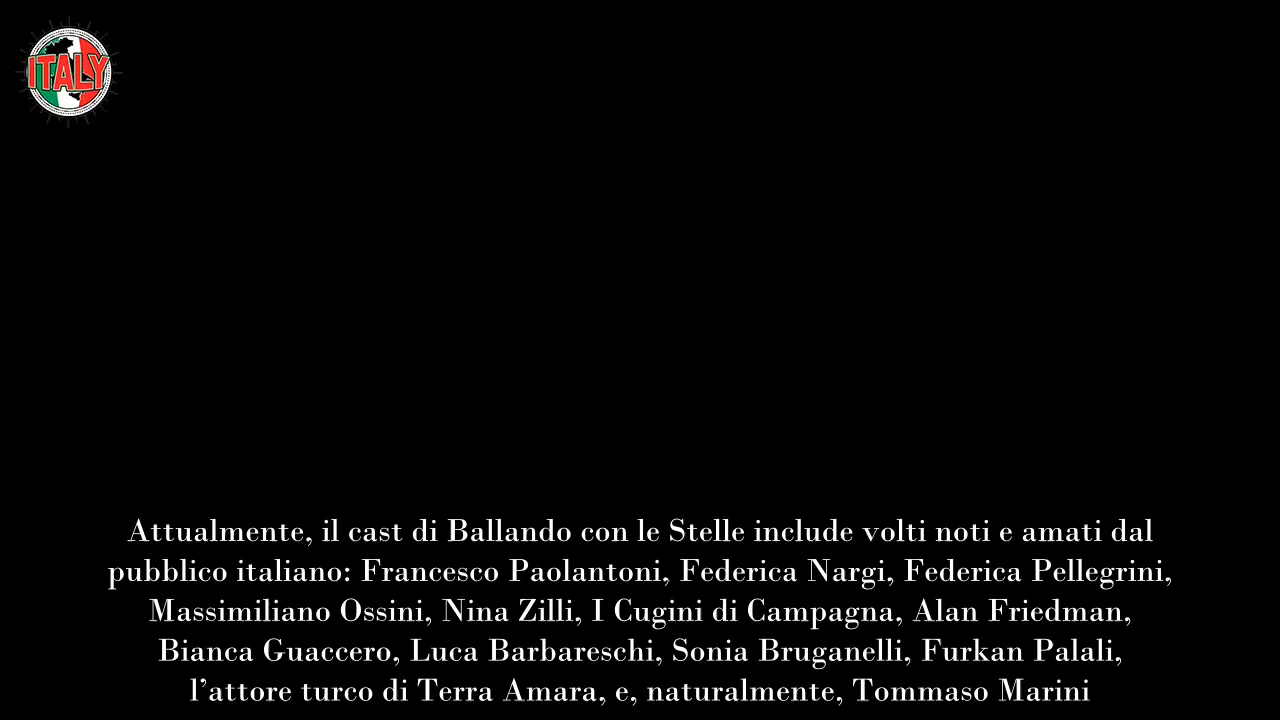 ITALY
Attualmente, il cast di Ballando con le Stelle include volti noti e amati dal
pubblico italiano: Francesco Paolantoni, Federica Nargi, Federica Pellegrini,
Massimiliano Ossini, Nina Zilli, I Cugini di Campagna, Alan Friedman,
Bianca Guaccero, Luca Barbareschi, Sonia Bruganelli, Furkan Palali,
l’attore turco di Terra Amara, e, naturalmente, Tommaso Marini